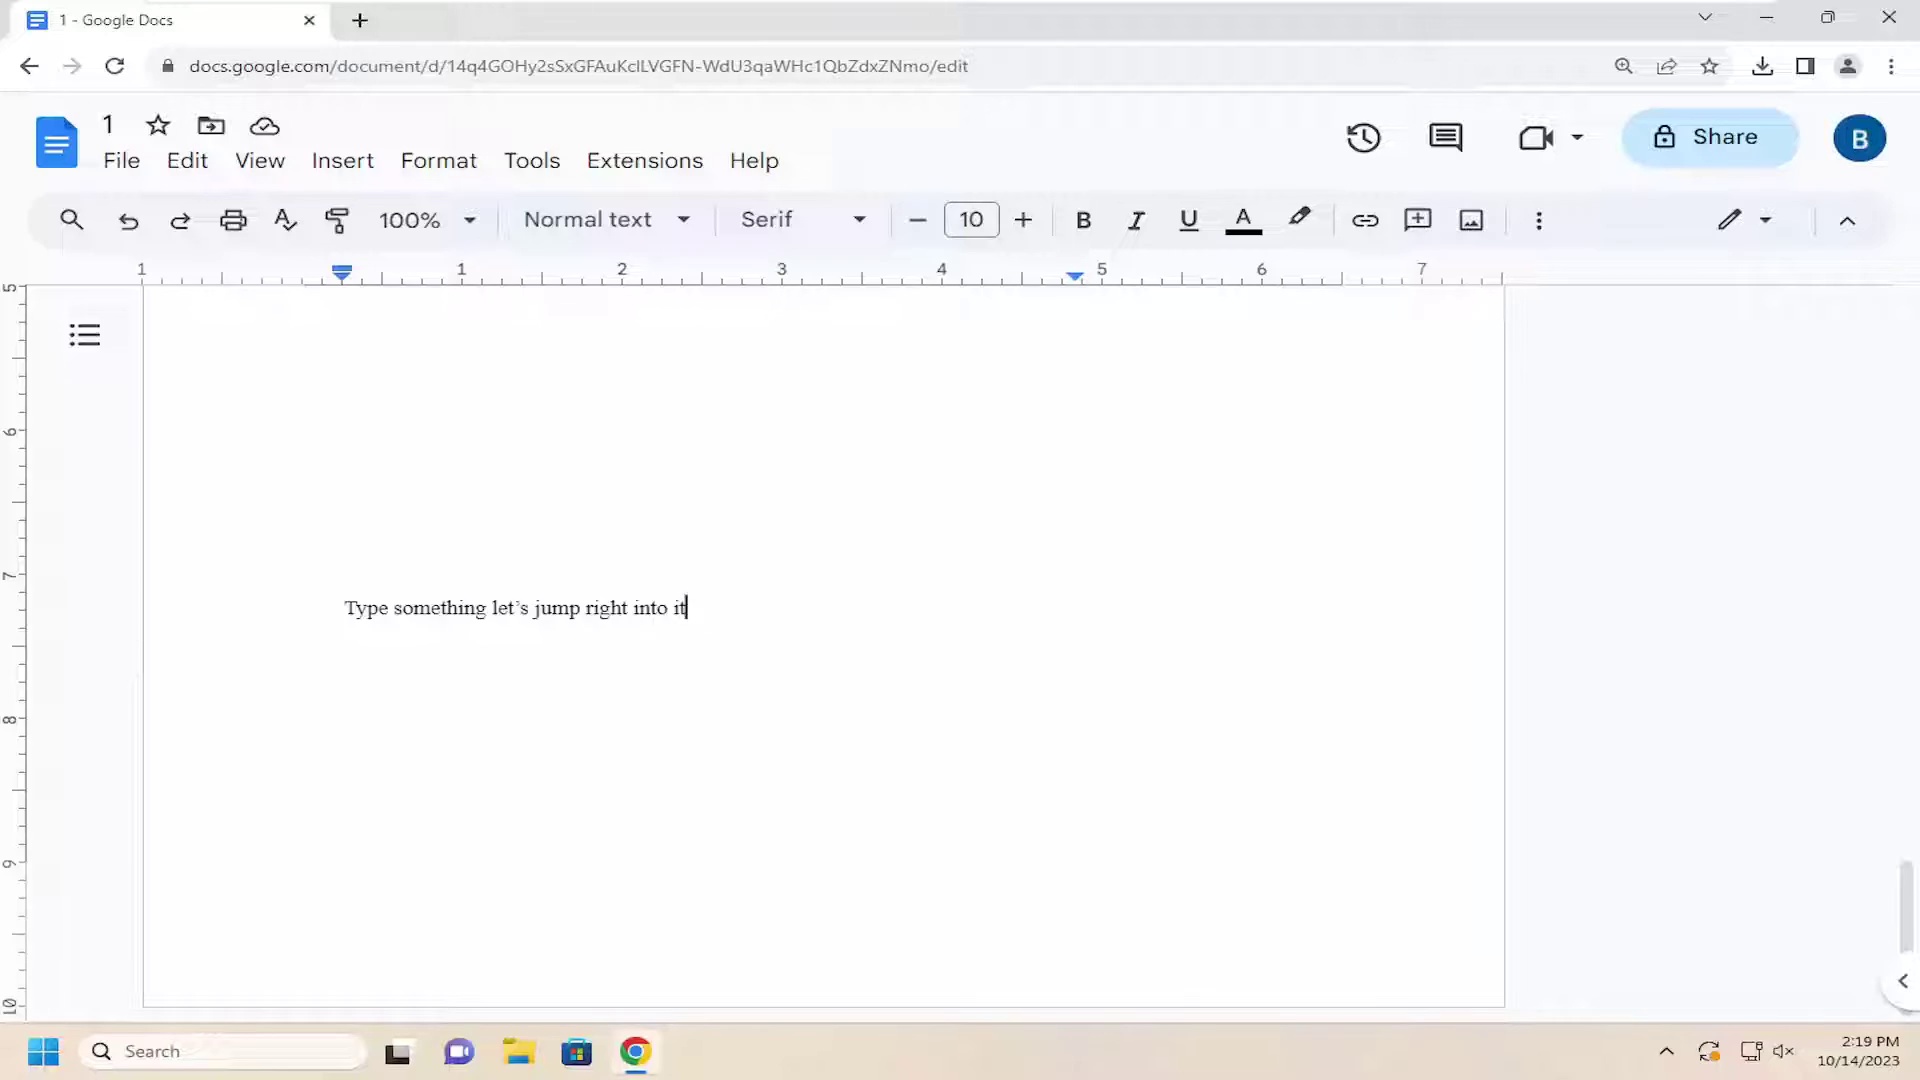 1 - Google Docs
docs.google.com/document/d/14q4GOHy2sSxGFAuKclLVGFN-WdU3qaWHc1QbZdxZNmo/edit
1
File Edit View Insert Format Tools Extensions Help
Share
B
100% Normal text Serif 10 B I U A
1 1 2 3 4 5 6 7
5
6
7
8
9
10
Type something let’s jump right into it
Search
2:19 PM
10/14/2023